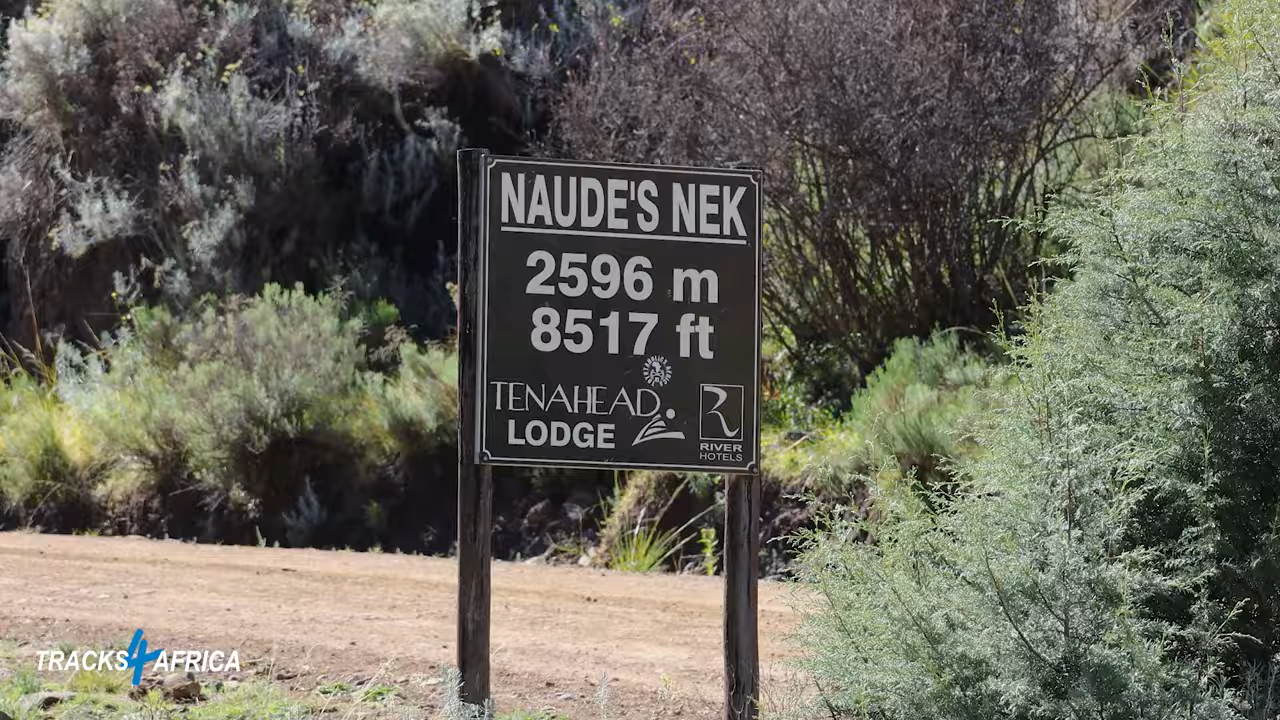 NAUDE'S NEK
2596 m
8517 ft
TENAHEAD
LODGE
R
RIVER
HOTELS
TRACKS4AFRICA